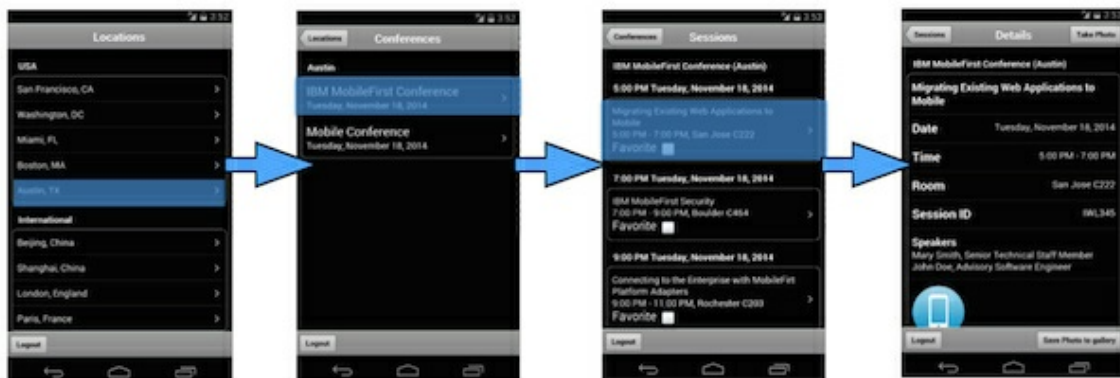 3:52
Locations
USA
San Francisco, CA
Washington, DC
Miami, FL
Boston, MA
Austin, TX
International
Beijing, China
Shanghai, China
London, England
Paris, France
Logout
3:52
Locations
Conferences
Austin
IBM MobileFirst Conference
Tuesday, November 18, 2014
Mobile Conference
Tuesday, November 18, 2014
Logout
3:53
Conferences
Sessions
IBM MobileFirst Conference (Austin)
5:00 PM Tuesday, November 18, 2014
Migrating Existing Web Applications to
Mobile
5:00 PM - 7:00 PM, San Jose C222
Favorite
7:00 PM Tuesday, November 18, 2014
IBM MobileFirst Security
7:00 PM - 9:00 PM, Boulder C464
Favorite
9:00 PM Tuesday, November 18, 2014
Connecting to the Enterprise with MobileFirt
Platform Adapters
9:00 PM - 11:00 PM, Rochester C203
Favorite
Logout
Sessions
Details
Take Photo
IBM MobileFirst Conference (Austin)
Migrating Existing Web Applications to
Mobile
Date Tuesday, November 18, 2014
Time 5:00 PM - 7:00 PM
Room San Jose C222
Session ID IWL345
Speakers
Mary Smith, Senior Technical Staff Member
John Doe, Advisory Software Engineer
Logout
Save Photo to gallery